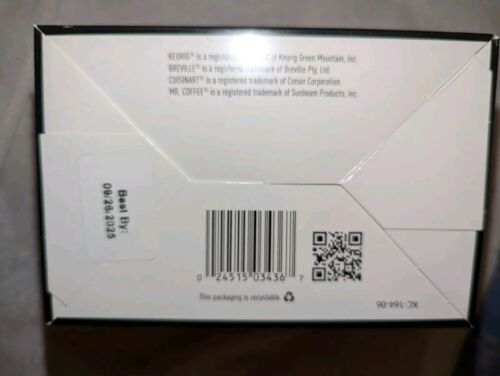 KEURIG® is a registered of Keurig Green Mountain, Inc.
BREVILLE® is a registered trademark of Breville Pty, Ltd.
CUISINART® is a registered trademark of Conair Corporation.
MR. COFFEE® is a registered trademark of Sunbeam Products, Inc.
Best By:
09/26/2025
0 24515 03436 7
This packaging is recyclable
KC-164-06